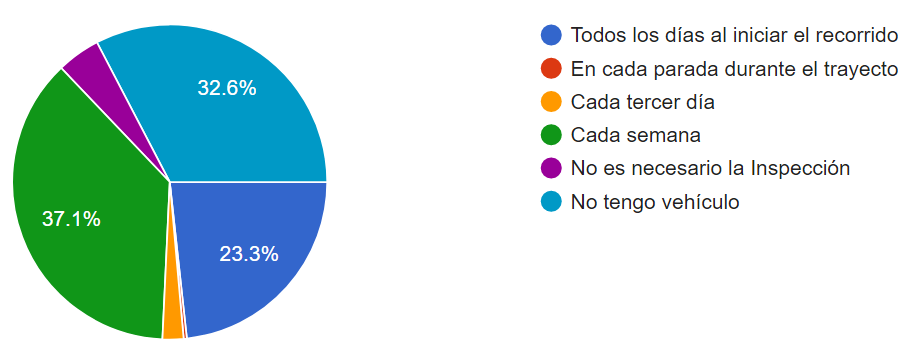 32.6%
37.1%
23.3%
Todos los días al iniciar el recorrido
En cada parada durante el trayecto
Cada tercer día
Cada semana
No es necesario la Inspección
No tengo vehículo